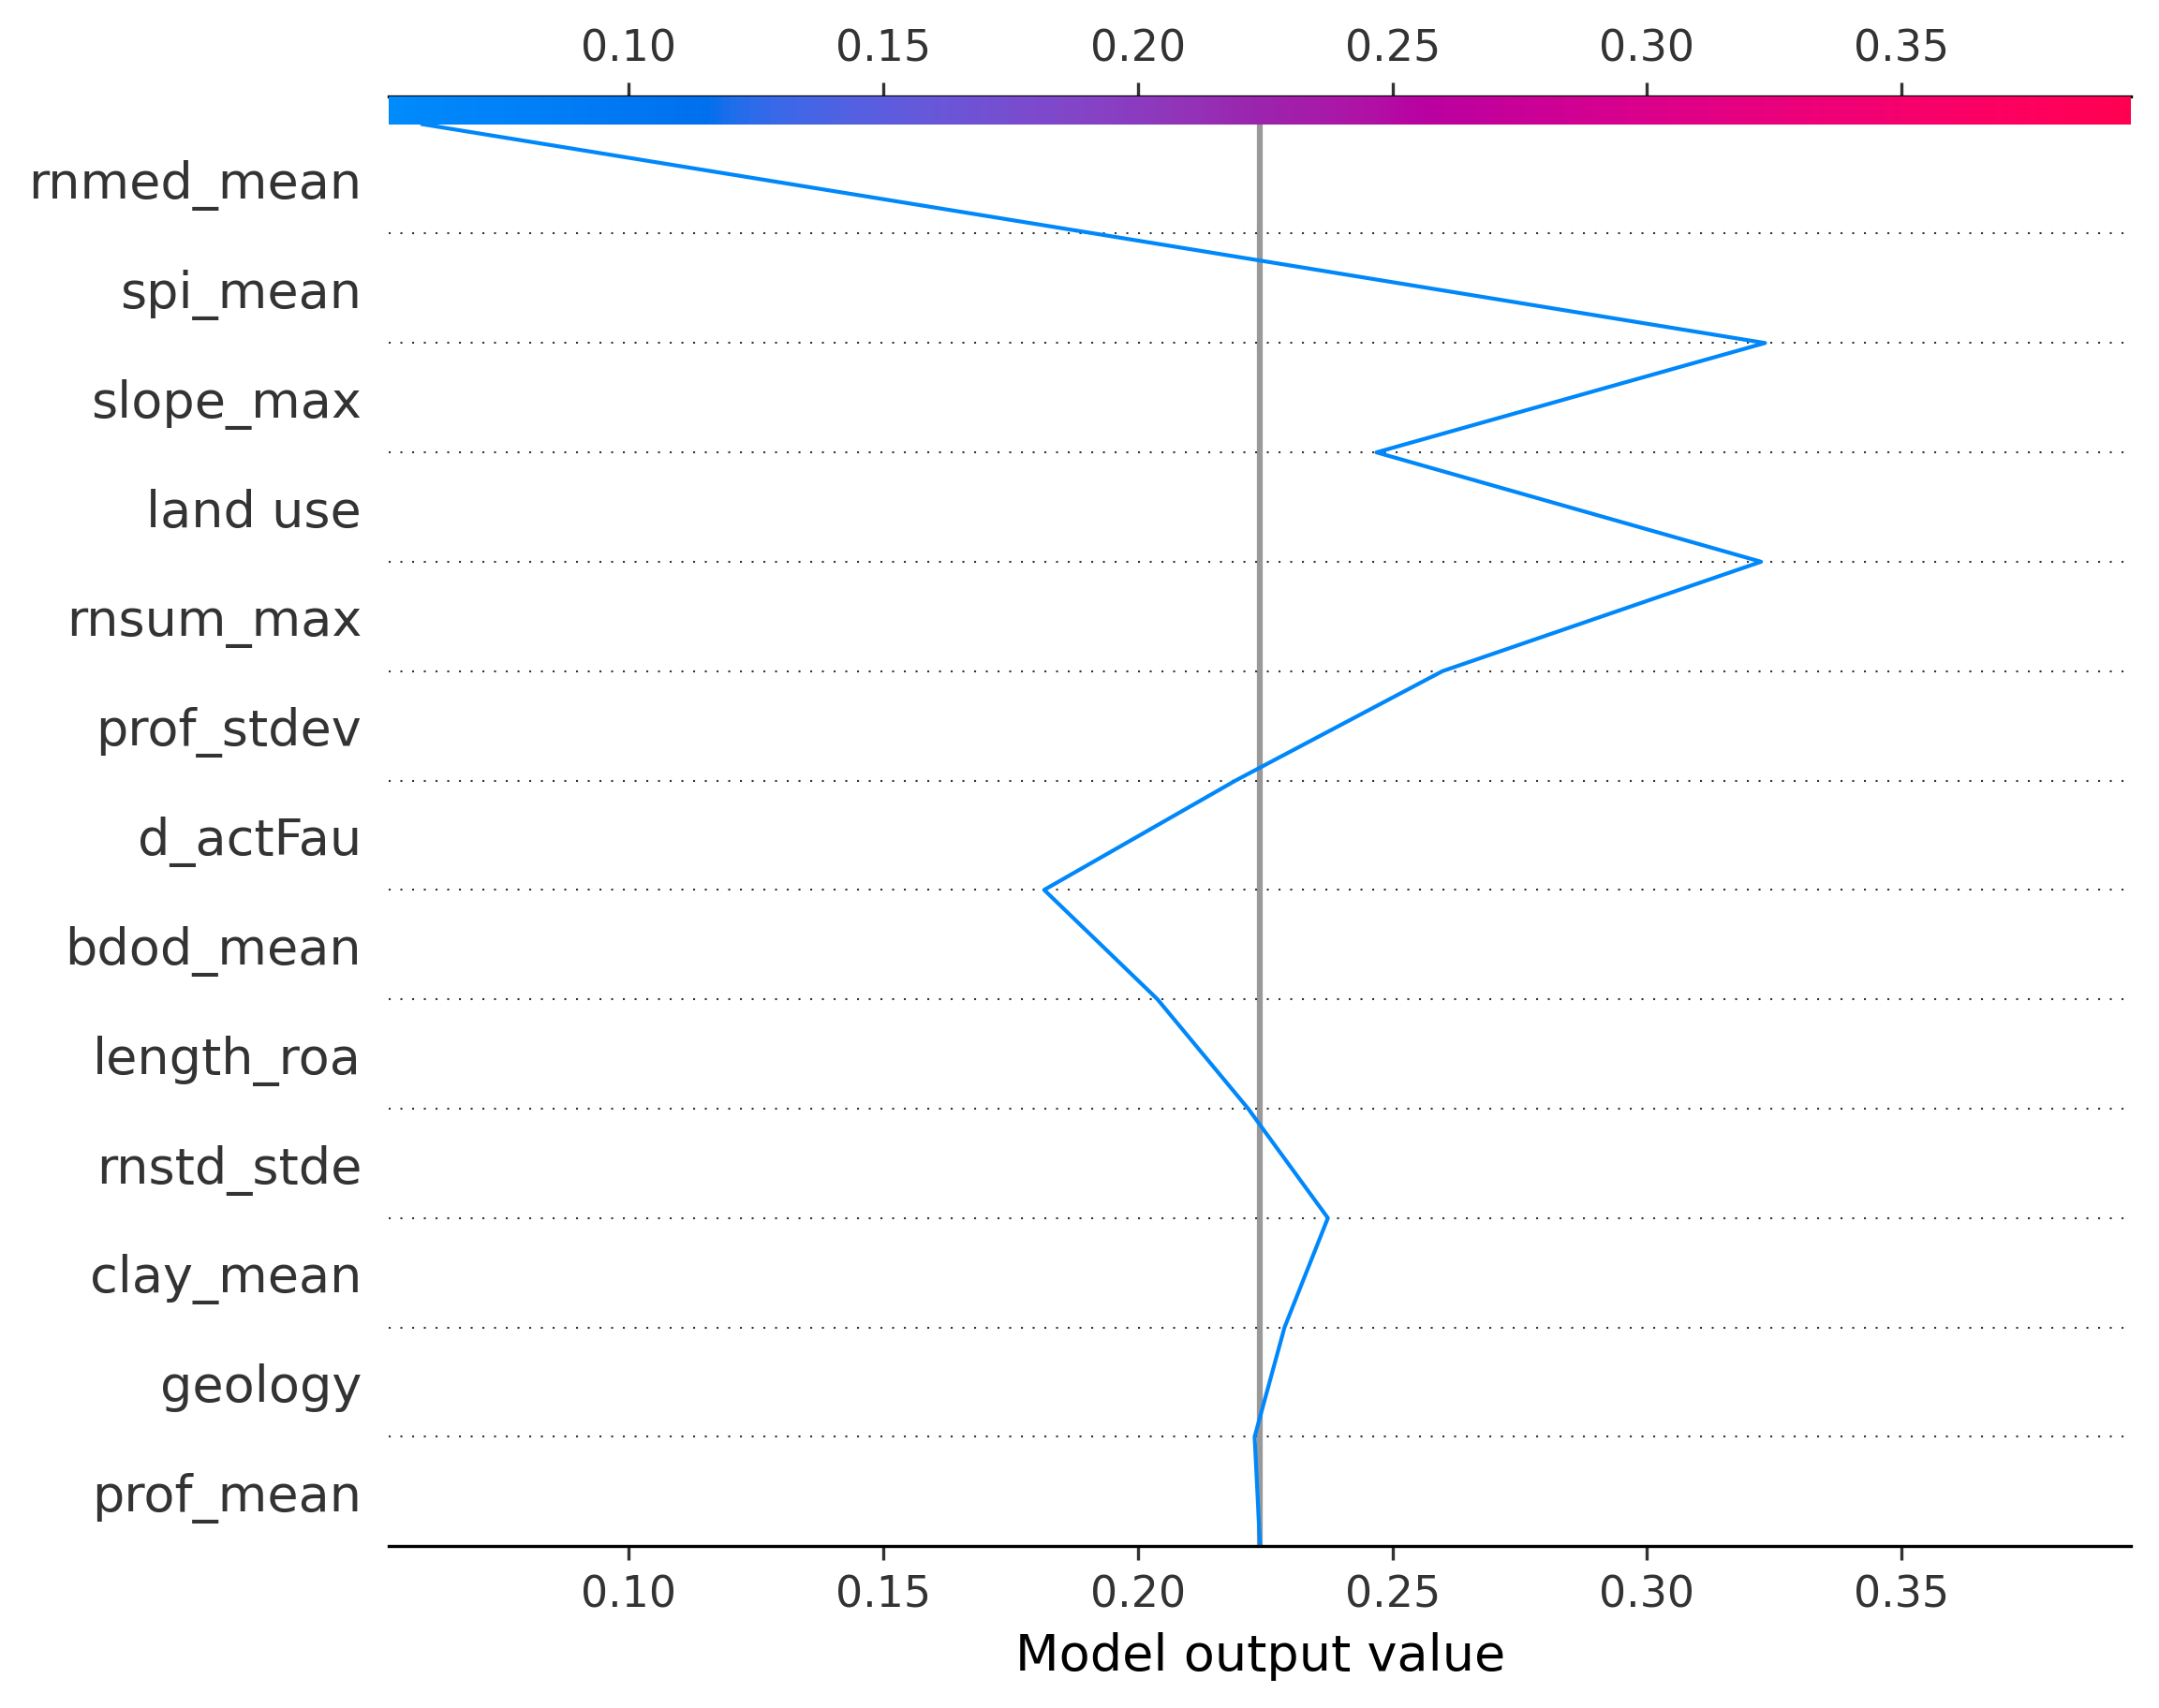 0.10 0.15 0.20 0.25 0.30 0.35
rnmed_mean
spi_mean
slope_max
land use
rnsum_max
prof_stdev
d_actFau
bdod_mean
length_roa
rnstd_stde
clay_mean
geology
prof_mean
0.10 0.15 0.20 0.25 0.30 0.35
Model output value